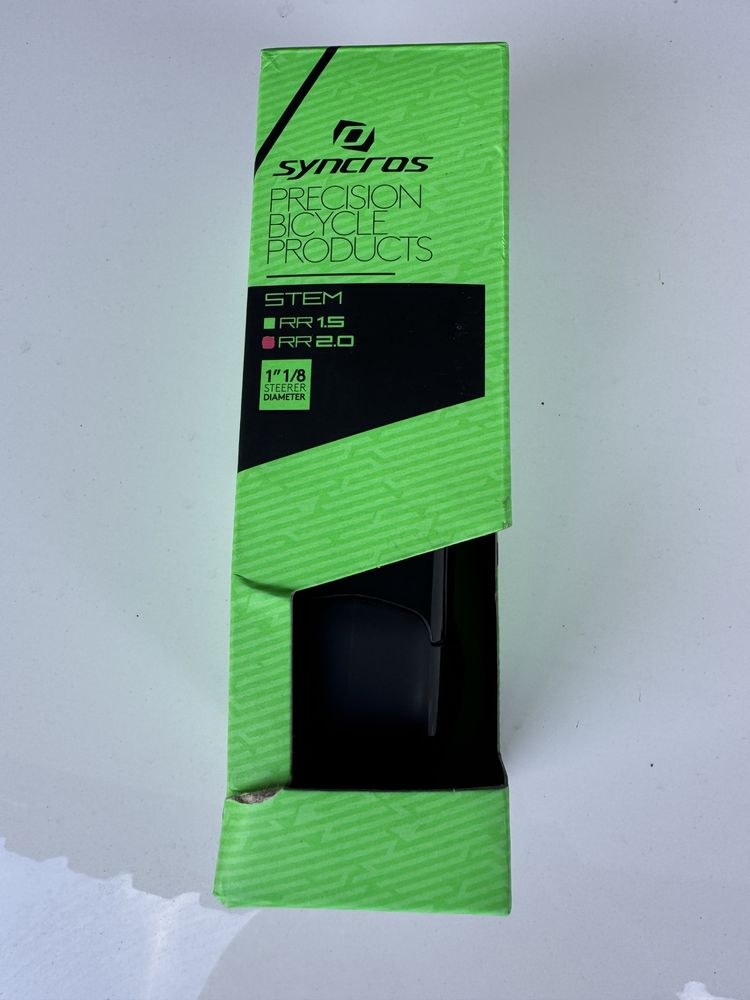 syncros
PRECISION
BICYCLE
PRODUCTS
STEM
RR 1.5
RR 2.0
1" 1/8
STEERER
DIAMETER